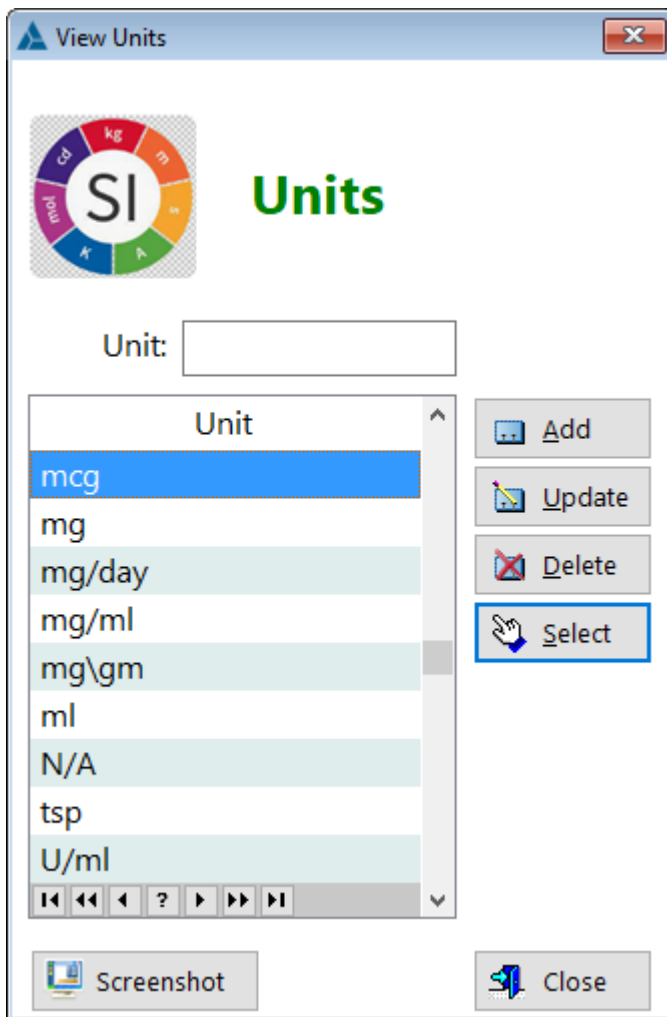 View Units
kg
cd
m
SI
mol
s
K
A
Units
Unit:
Unit
mcg
mg
mg/day
mg/ml
mg\gm
ml
N/A
tsp
U/ml
?
Add
Update
Delete
Select
Screenshot
Close